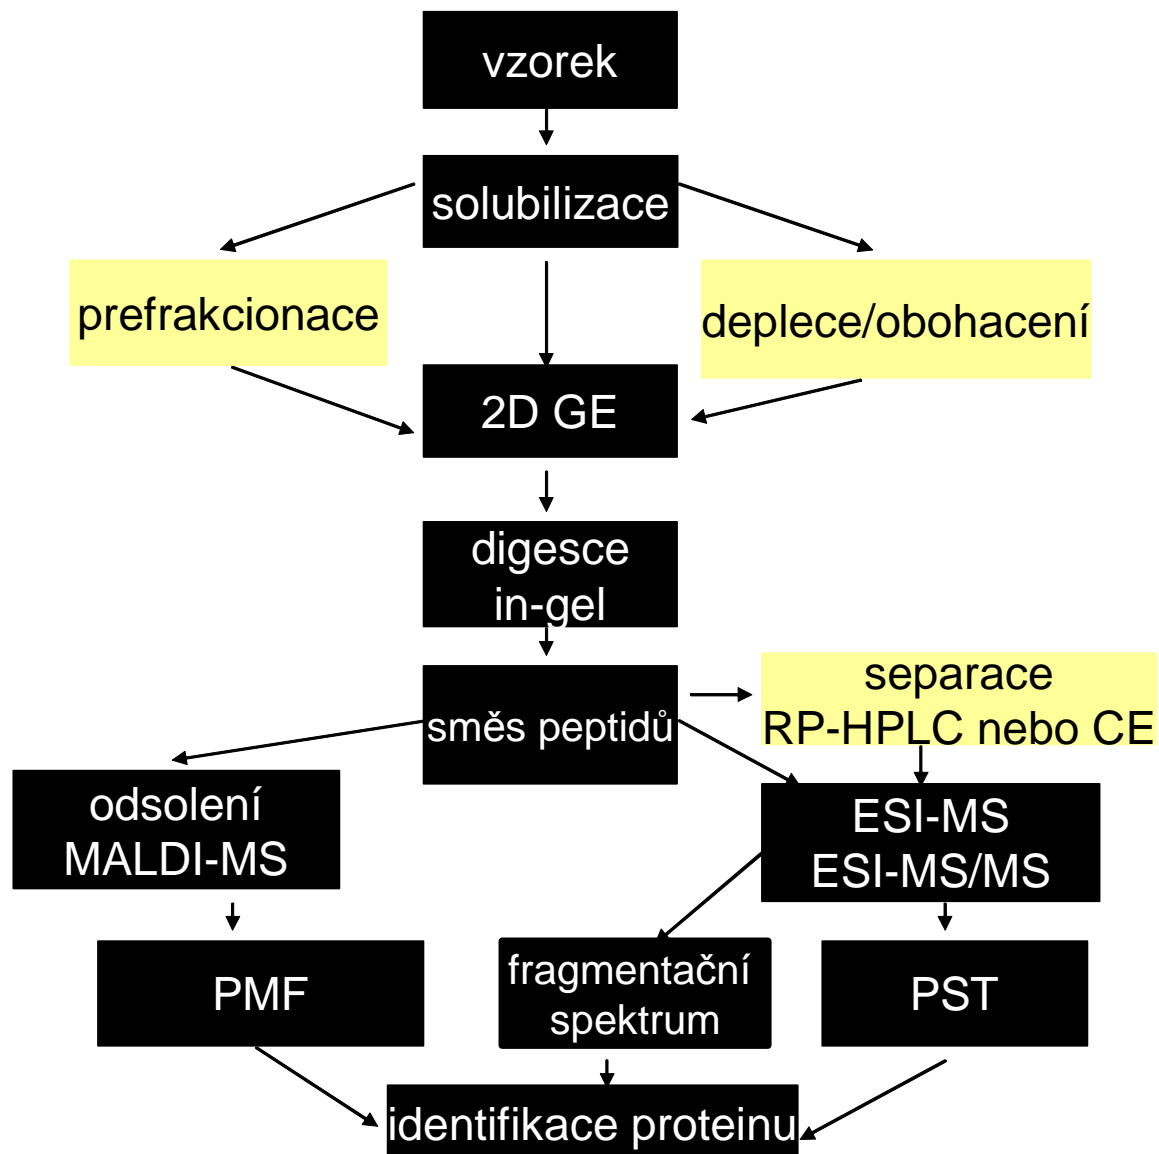 vzorek
solubilizace
prefrakcionace
deplece/obohacení
2D GE
digesce
in-gel
směs peptidů
separace
RP-HPLC nebo CE
odsolení
MALDI-MS
ESI-MS
ESI-MS/MS
PMF
fragmentační
spektrum
PST
identifikace proteinu